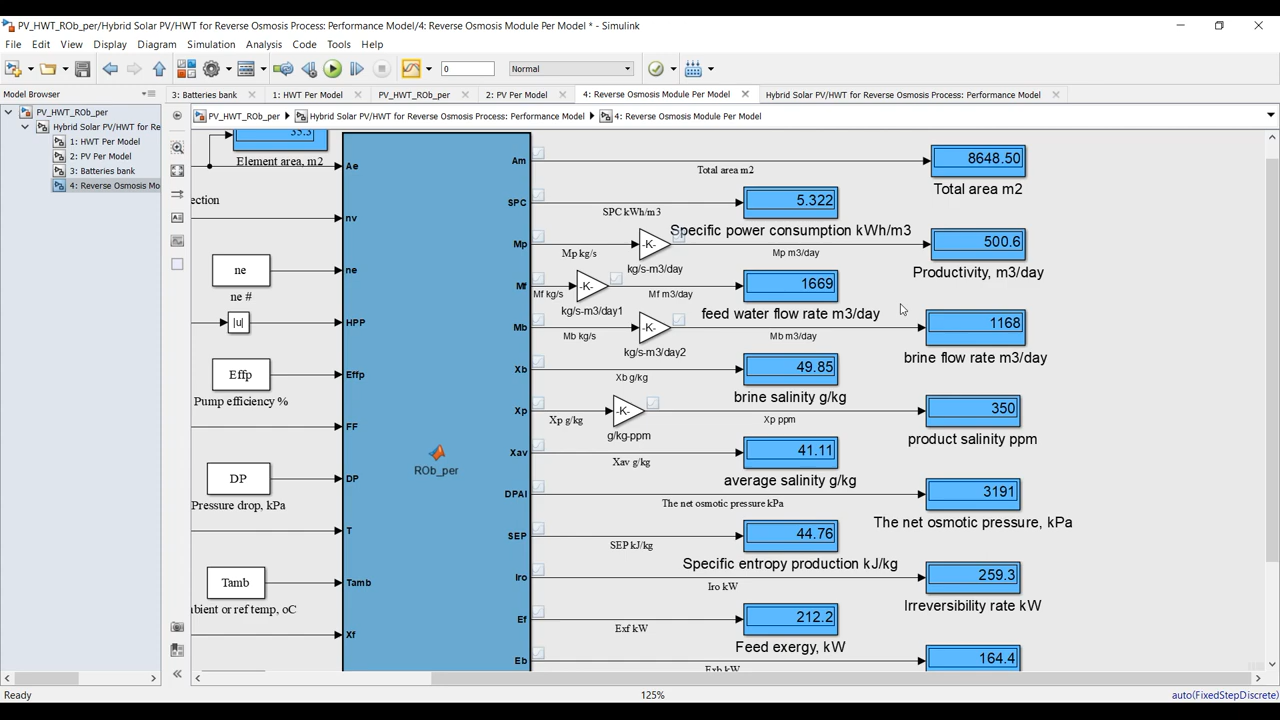 PV_HWT_ROb_per/Hybrid Solar PV/HWT for Reverse Osmosis Process: Performance Model/4: Reverse Osmosis Module Per Model * - Simulink
File Edit View Display Diagram Simulation Analysis Code Tools Help
0 Normal
Model Browser
3: Batteries bank 1: HWT Per Model PV_HWT_ROb_per 2: PV Per Model 4: Reverse Osmosis Module Per Model Hybrid Solar PV/HWT for Reverse Osmosis Process: Performance Model
PV_HWT_ROb_per Hybrid Solar PV/HWT for Reverse Osmosis Process: Performance Model 4: Reverse Osmosis Module Per Model
PV_HWT_ROb_per
Hybrid Solar PV/HWT for Re
1: HWT Per Model
2: PV Per Model
3: Batteries bank
4: Reverse Osmosis Mo
35.3
Element area, m2
Ae
ection
nv
ne
ne
ne #
|u|
HPP
Effp
Effp
Pump efficiency %
FF
DP
DP
Pressure drop, kPa
T
Tamb
Tamb
bient or ref temp, oC
Xf
ROb_per
Am
Total area m2
8648.50
Total area m2
SPC
SPC kWh/m3
5.322
Specific power consumption kWh/m3
Mp
Mp kg/s
-K-
kg/s-m3/day
Mp m3/day
500.6
Productivity, m3/day
Mf
Mf kg/s
-K-
kg/s-m3/day1
Mf m3/day
1669
feed water flow rate m3/day
Mb
Mb kg/s
-K-
kg/s-m3/day2
Mb m3/day
1168
brine flow rate m3/day
Xb
Xb g/kg
49.85
brine salinity g/kg
Xp
Xp g/kg
-K-
g/kg-ppm
Xp ppm
350
product salinity ppm
Xav
Xav g/kg
41.11
average salinity g/kg
DPAI
The net osmotic pressure kPa
3191
The net osmotic pressure, kPa
SEP
SEP kJ/kg
44.76
Specific entropy production kJ/kg
Iro
Iro kW
259.3
Irreversibility rate kW
Ef
Exf kW
212.2
Feed exergy, kW
Eb
Exb kW
164.4
Ready
125%
auto(FixedStepDiscrete)